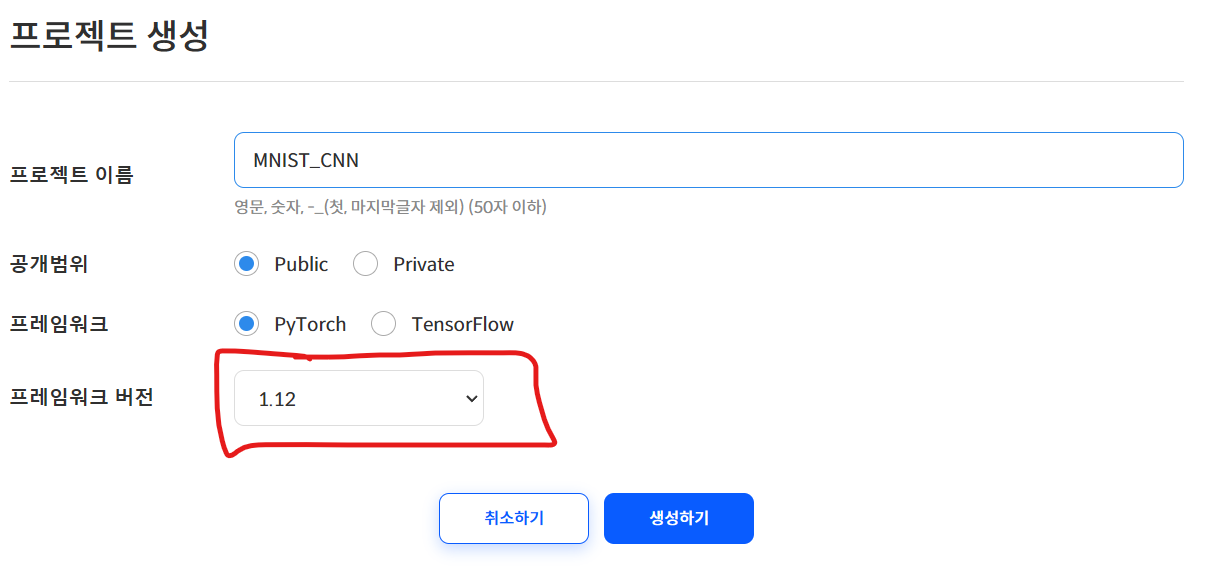 프로젝트 생성
프로젝트 이름
MNIST_CNN
영문, 숫자, -_(첫, 마지막글자 제외) (50자 이하)
공개범위 Public Private
프레임워크 PyTorch TensorFlow
프레임워크 버전 1.12
취소하기 생성하기